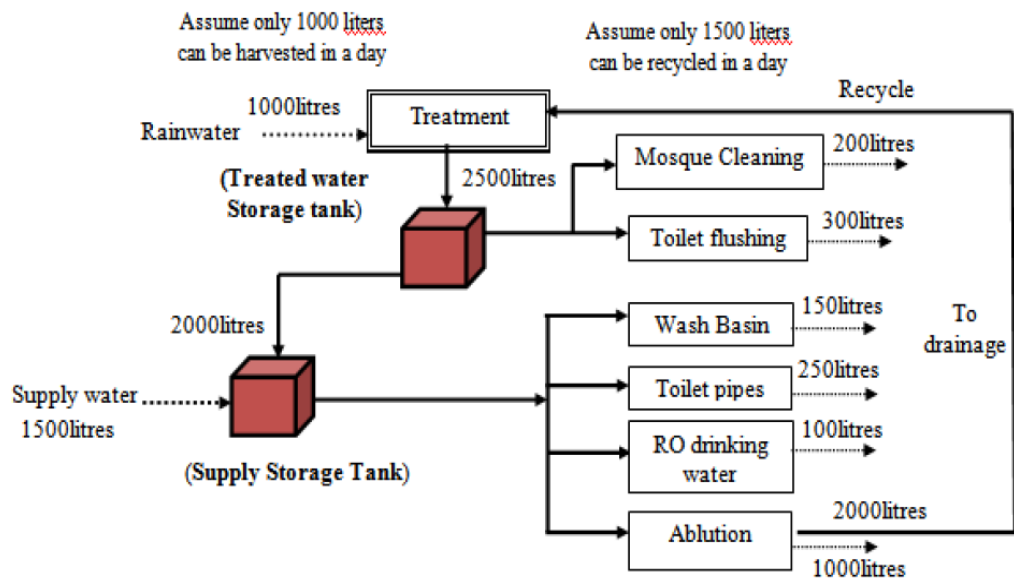 Assume only 1000 liters
can be harvested in a day
Assume only 1500 liters
can be recycled in a day
Recycle
1000litres
Rainwater
Treatment
(Treated water
Storage tank)
2500litres
Mosque Cleaning
200litres
Toilet flushing
300litres
2000litres
Supply water
1500litres
(Supply Storage Tank)
Wash Basin
150litres
Toilet pipes
250litres
RO drinking
water
100litres
Ablution
2000litres
1000litres
To
drainage